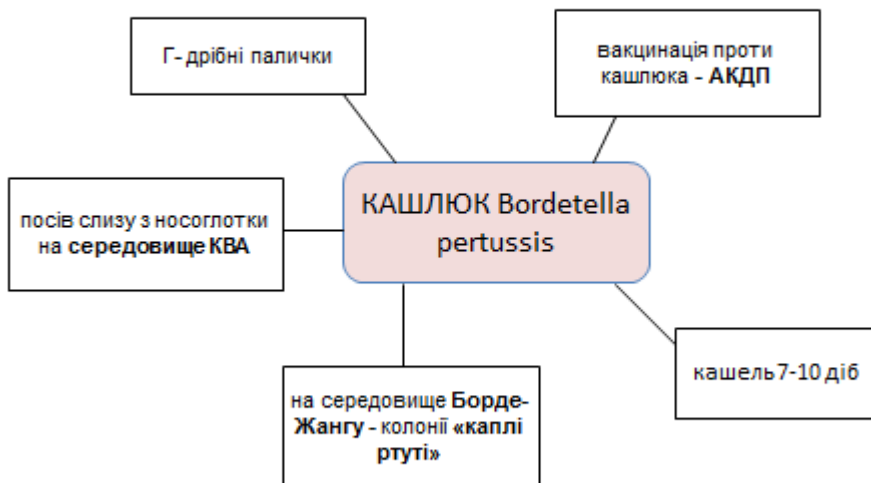 Г- дрібні палички
вакцинація проти
кашлюка - АКДП
КАШЛЮК Bordetella
pertussis
посів слизу з носоглотки
на середовище КВА
на середовище Борде-
Жангу - колонії «каплі
ртуті»
кашель 7-10 діб